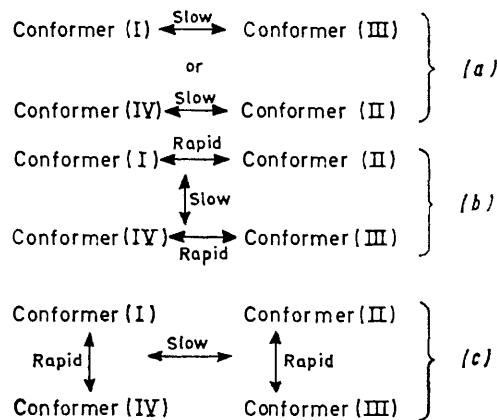 Slow
Conformer (I) Conformer (III)
or (a)
Slow
Conformer (IV) Conformer (II)
Rapid
Conformer (I) Conformer (II)
Slow (b)
Conformer (IV) Conformer (III)
Rapid
Conformer (I) Conformer (II)
Rapid Slow Rapid (c)
Conformer (IV) Conformer (III)